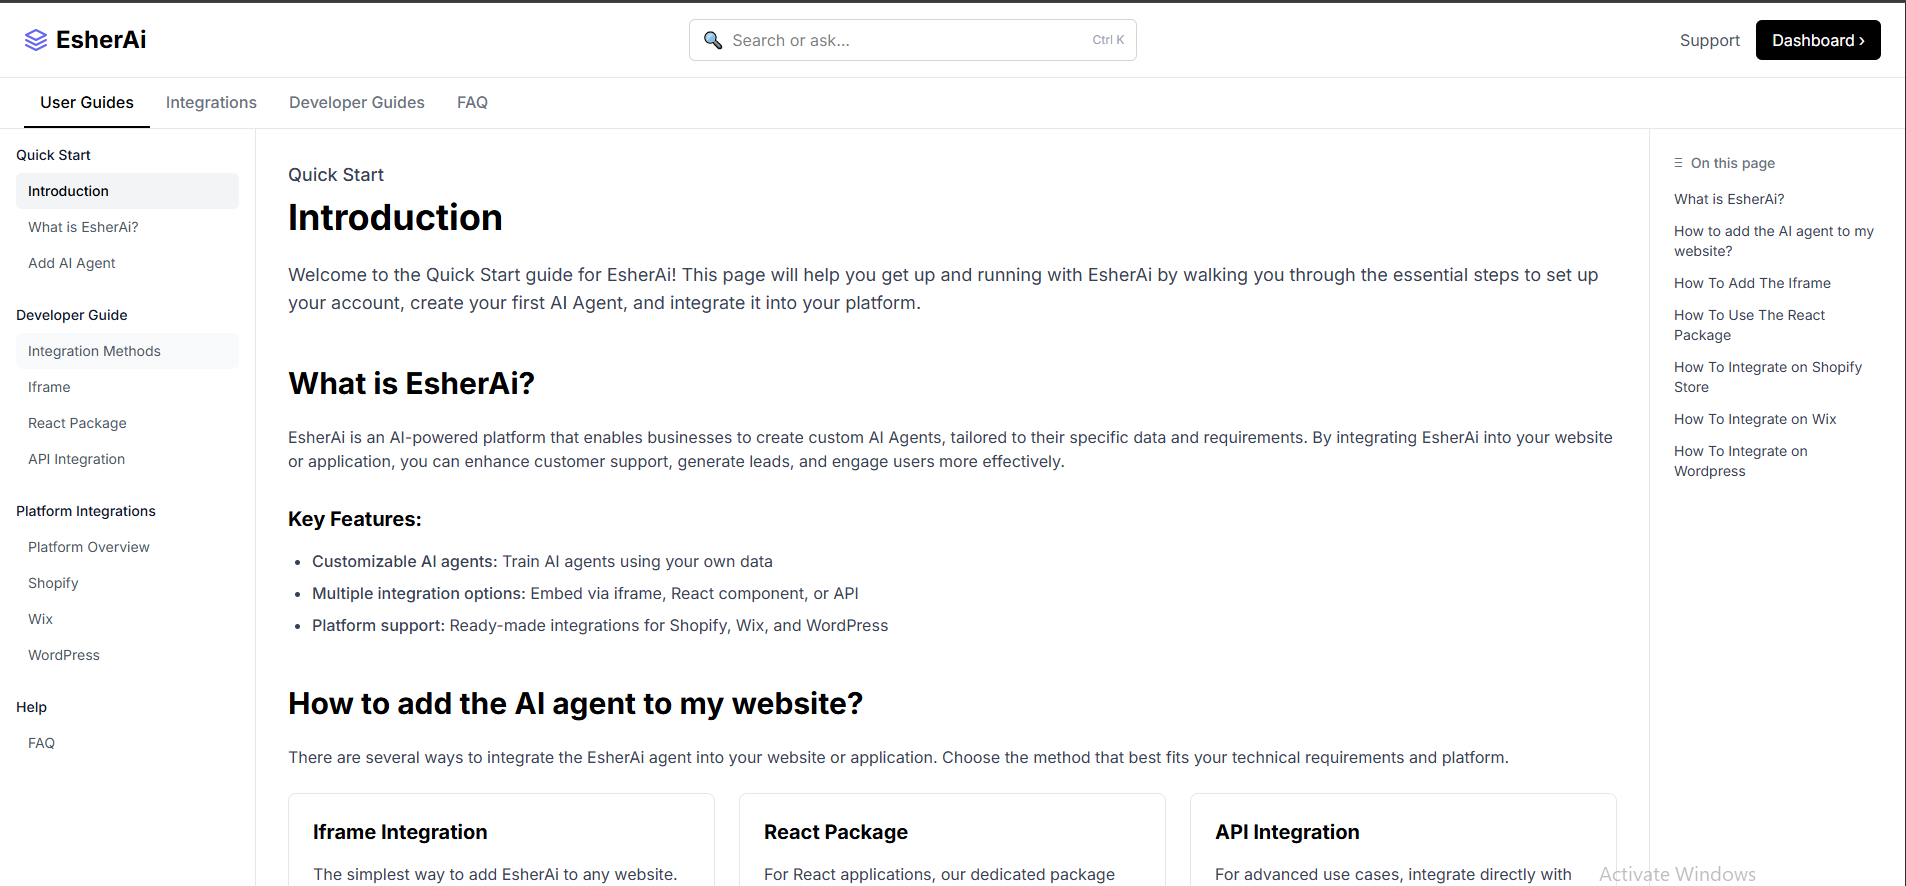 EsherAi
Search or ask...
Ctrl K
Support
Dashboard ›
User Guides
Integrations
Developer Guides
FAQ
Quick Start
Introduction
What is EsherAi?
Add AI Agent
Developer Guide
Integration Methods
Iframe
React Package
API Integration
Platform Integrations
Platform Overview
Shopify
Wix
WordPress
Help
FAQ
Quick Start
Introduction
Welcome to the Quick Start guide for EsherAi! This page will help you get up and running with EsherAi by walking you through the essential steps to set up
your account, create your first AI Agent, and integrate it into your platform.
What is EsherAi?
EsherAi is an AI-powered platform that enables businesses to create custom AI Agents, tailored to their specific data and requirements. By integrating EsherAi into your website
or application, you can enhance customer support, generate leads, and engage users more effectively.
Key Features:
• Customizable AI agents: Train AI agents using your own data
• Multiple integration options: Embed via iframe, React component, or API
• Platform support: Ready-made integrations for Shopify, Wix, and WordPress
How to add the AI agent to my website?
There are several ways to integrate the EsherAi agent into your website or application. Choose the method that best fits your technical requirements and platform.
Iframe Integration
The simplest way to add EsherAi to any website.
React Package
For React applications, our dedicated package
API Integration
For advanced use cases, integrate directly with
On this page
What is EsherAi?
How to add the AI agent to my
website?
How To Add The Iframe
How To Use The React
Package
How To Integrate on Shopify
Store
How To Integrate on Wix
How To Integrate on
Wordpress
Activate Windows